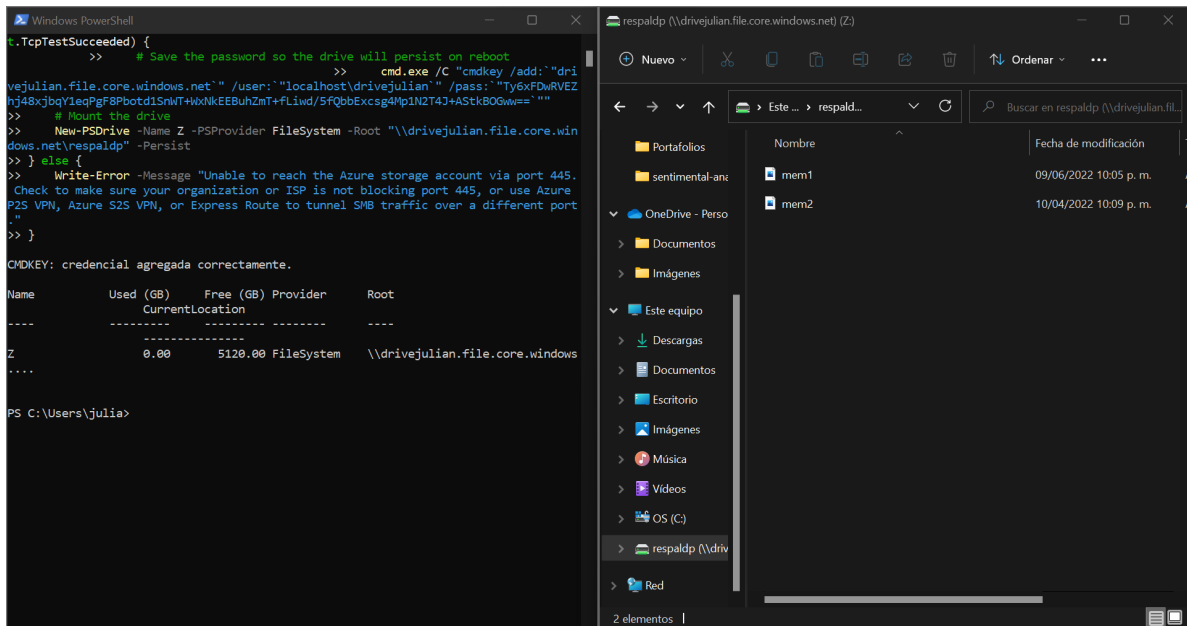 Windows PowerShell
t.TcpTestSucceeded) {
>> # Save the password so the drive will persist on reboot
>> cmd.exe /C "cmdkey /add:`"dri
vejulian.file.core.windows.net`" /user:`"localhost\drivejulian`" /pass:`"Ty6xFDwRVEZ
hj48xjbqY1eqPgF8Pbotd1SnWT+WxNkEEBuhZmT+fLiwd/5fQbbExcsg4Mp1N2T4J+AStkBOGww==`""
>> # Mount the drive
>> New-PSDrive -Name Z -PSProvider FileSystem -Root "\\drivejulian.file.core.win
dows.net\respaldp" -Persist
>> } else {
>> Write-Error -Message "Unable to reach the Azure storage account via port 445.
Check to make sure your organization or ISP is not blocking port 445, or use Azure
P2S VPN, Azure S2S VPN, or Express Route to tunnel SMB traffic over a different port
."
>> }
CMDKEY: credencial agregada correctamente.
Name Used (GB) Free (GB) Provider Root
CurrentLocation
---- --------- --------- -------- ----
---------------
Z 0.00 5120.00 FileSystem \\drivejulian.file.core.windows
....
PS C:\Users\julia>
respaldp (\\drivejulian.file.core.windows.net) (Z:)
Nuevo
Ordenar
Este ... > respald...
Buscar en respaldp (\\drivejulian.fil...
Portafolios
sentimental-ana
OneDrive - Perso
Documentos
Imágenes
Este equipo
Descargas
Documentos
Escritorio
Imágenes
Música
Vídeos
OS (C:)
respaldp (\\driv
Red
Nombre Fecha de modificación
mem1 09/06/2022 10:05 p. m.
mem2 10/04/2022 10:09 p. m.
2 elementos